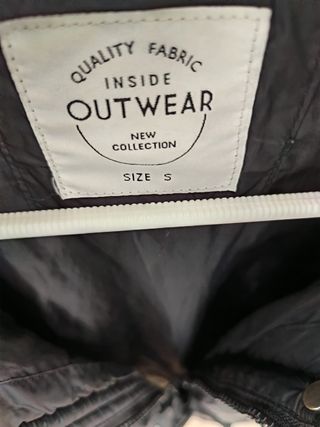 QUALITY FABRIC
INSIDE
OUTWEAR
NEW
COLLECTION
SIZE S